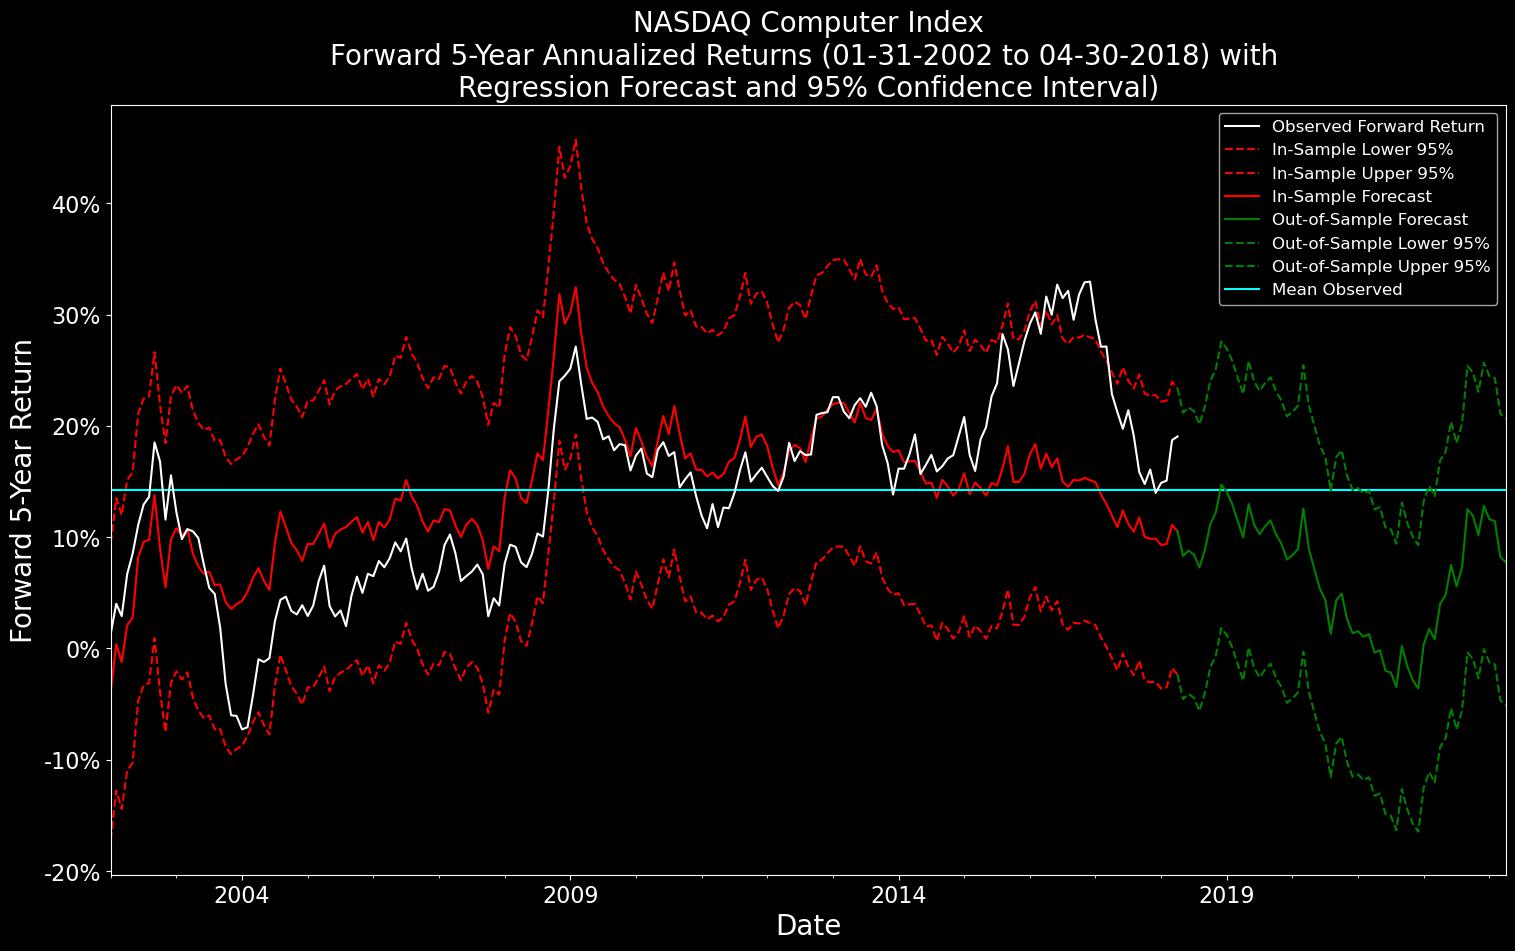 NASDAQ Computer Index
Forward 5-Year Annualized Returns (01-31-2002 to 04-30-2018) with
Regression Forecast and 95% Confidence Interval)
Observed Forward Return
In-Sample Lower 95%
In-Sample Upper 95%
In-Sample Forecast
Out-of-Sample Forecast
Out-of-Sample Lower 95%
Out-of-Sample Upper 95%
Mean Observed
Forward 5-Year Return
40%
30%
20%
10%
0%
-10%
-20%
2004
2009
2014
2019
Date